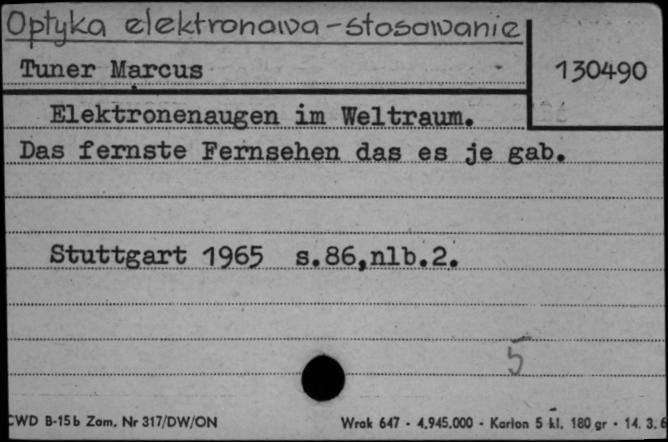 Optyka elektronowa - stosowanie
Tuner Marcus
130490
Elektronenaugen im Weltraum.
Das fernste Fernsehen das es je gab.
Stuttgart 1965 s.86,nlb.2.
5
CWD B-15b Zam. Nr 317/DW/ON
Wrak 647 - 4.945.000 - Karton 5 kl. 180 gr - 14. 3.